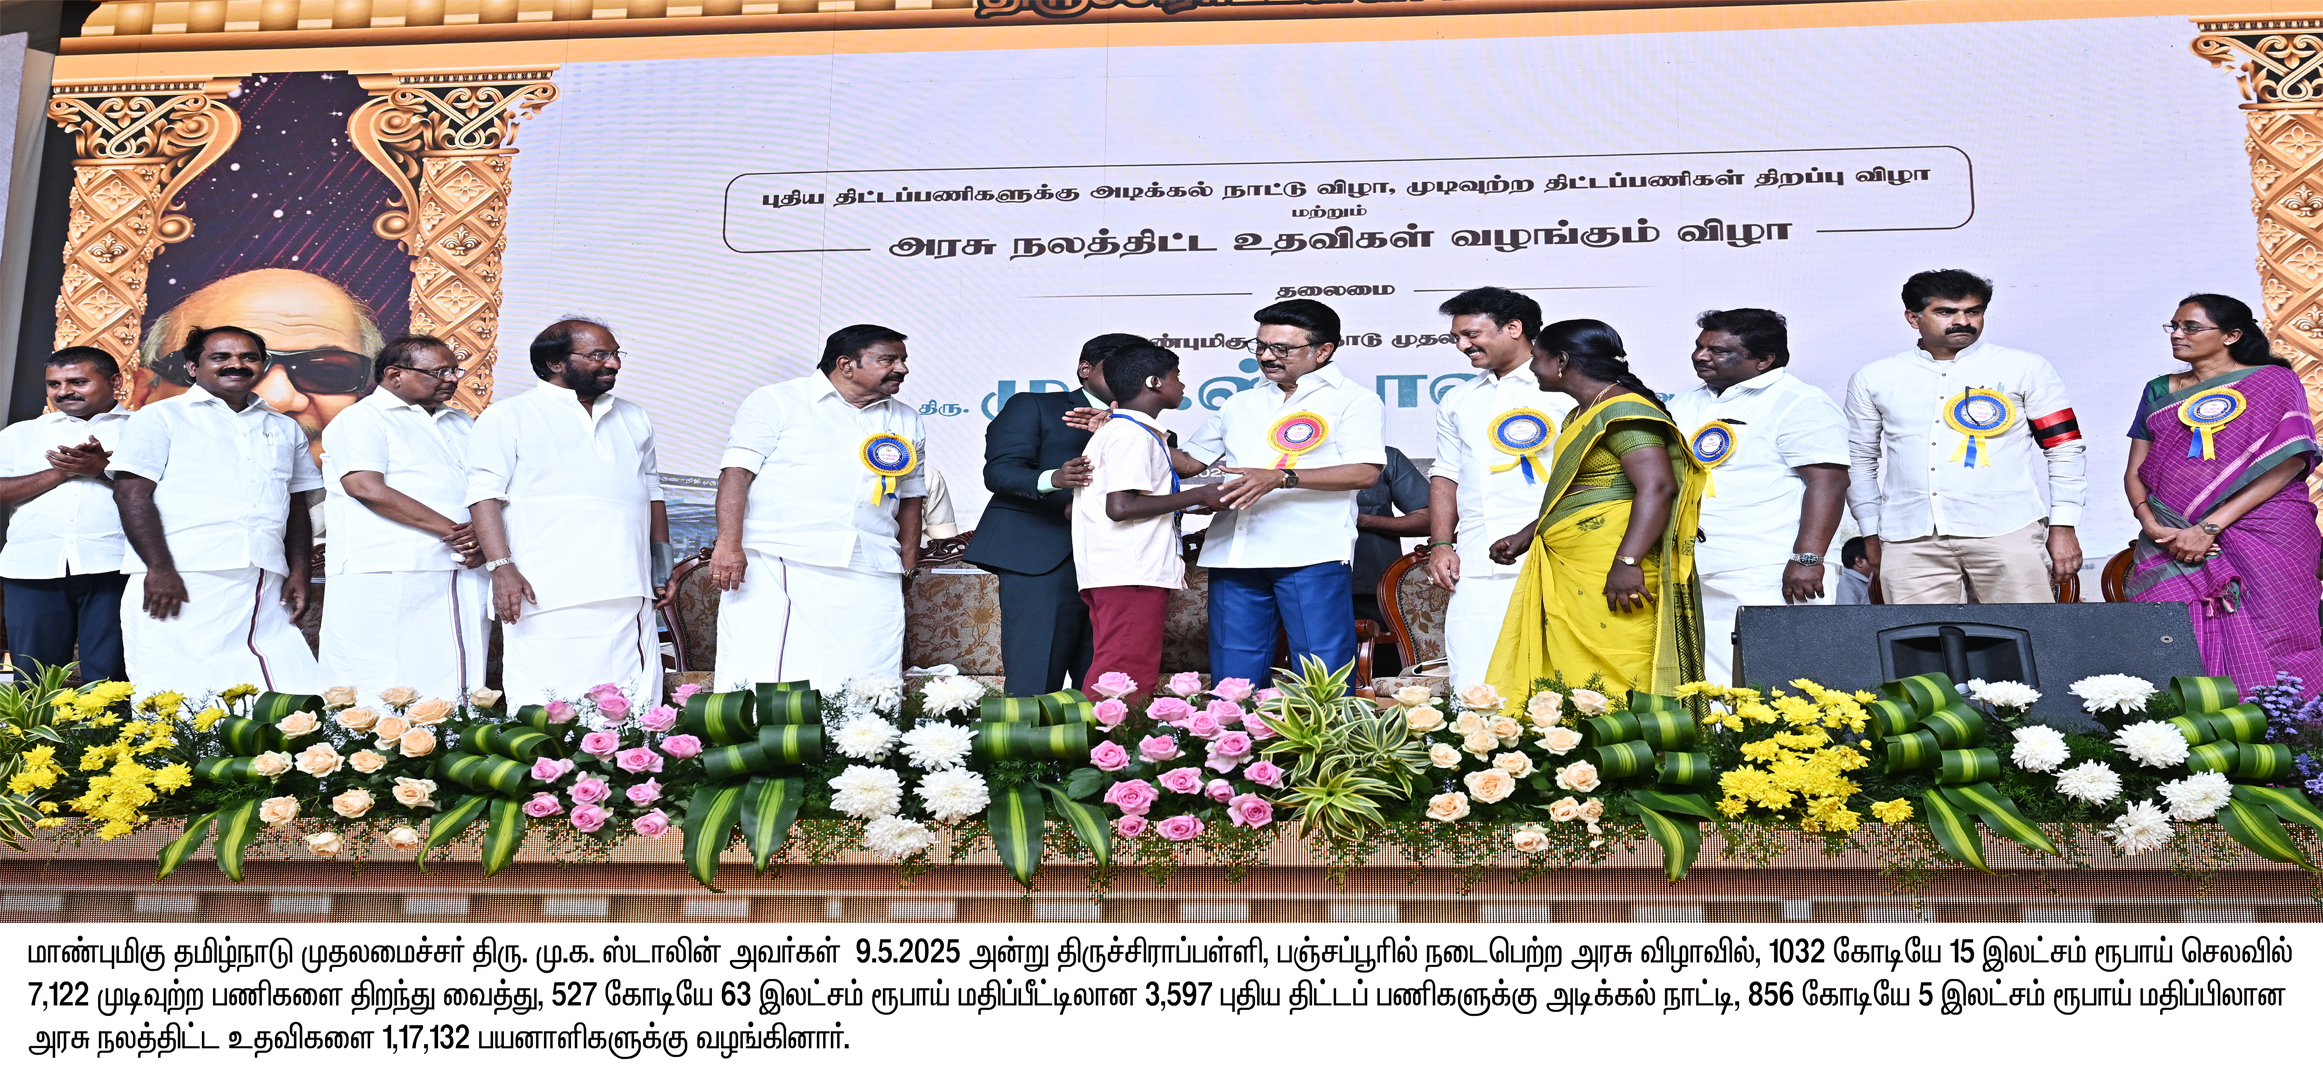 புதிய திட்டப்பணிகளுக்கு அடிக்கல் நாட்டு விழா, முடிவுற்ற திட்டப்பணிகள் திறப்பு விழா
மற்றும்
அரசு நலத்திட்ட உதவிகள் வழங்கும் விழா
தலைமை
திரு.
மாண்புமிகு தமிழ்நாடு முதலமைச்சர் திரு. மு.க. ஸ்டாலின் அவர்கள் 9.5.2025 அன்று திருச்சிராப்பள்ளி, பஞ்சப்பூரில் நடைபெற்ற அரசு விழாவில், 1032 கோடியே 15 இலட்சம் ரூபாய் செலவில்
7,122 முடிவுற்ற பணிகளை திறந்து வைத்து, 527 கோடியே 63 இலட்சம் ரூபாய் மதிப்பீட்டிலான 3,597 புதிய திட்டப் பணிகளுக்கு அடிக்கல் நாட்டி, 856 கோடியே 5 இலட்சம் ரூபாய் மதிப்பிலான
அரசு நலத்திட்ட உதவிகளை 1,17,132 பயனாளிகளுக்கு வழங்கினார்.